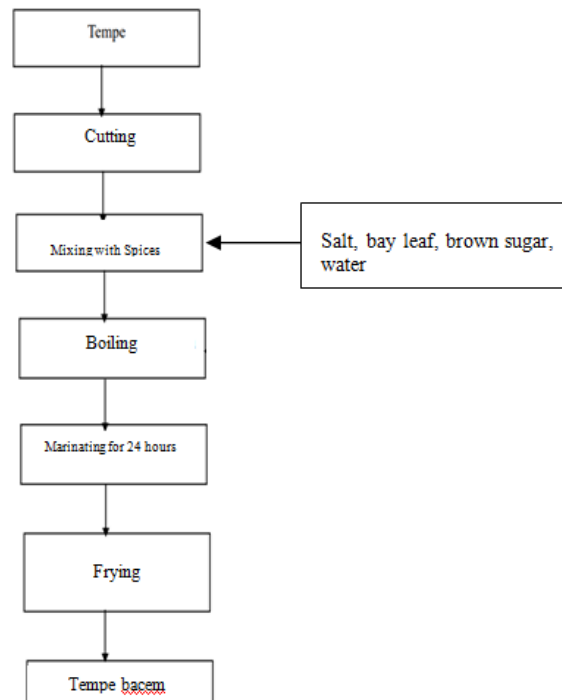 Tempe
Cutting
Mixing with Spices
Salt, bay leaf, brown sugar,
water
Boiling
Marinating for 24 hours
Frying
Tempe bacem